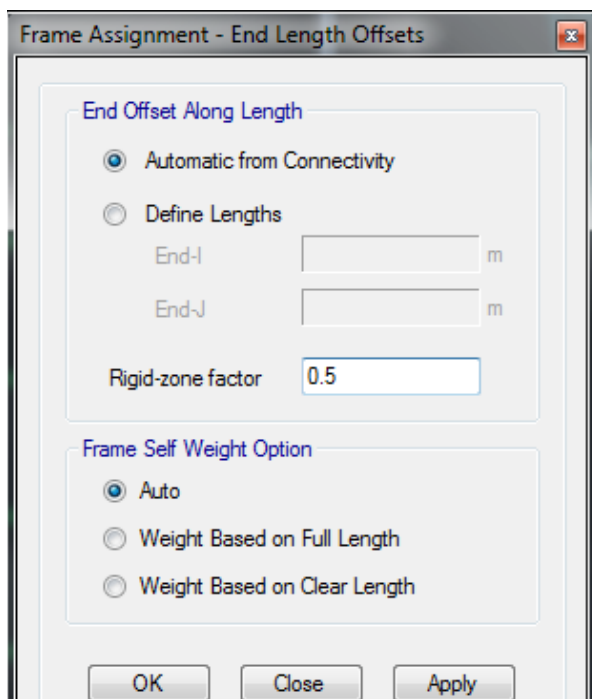 Frame Assignment - End Length Offsets
End Offset Along Length
Automatic from Connectivity
Define Lengths
End-I m
End-J m
Rigid-zone factor 0.5
Frame Self Weight Option
Auto
Weight Based on Full Length
Weight Based on Clear Length
OK Close Apply